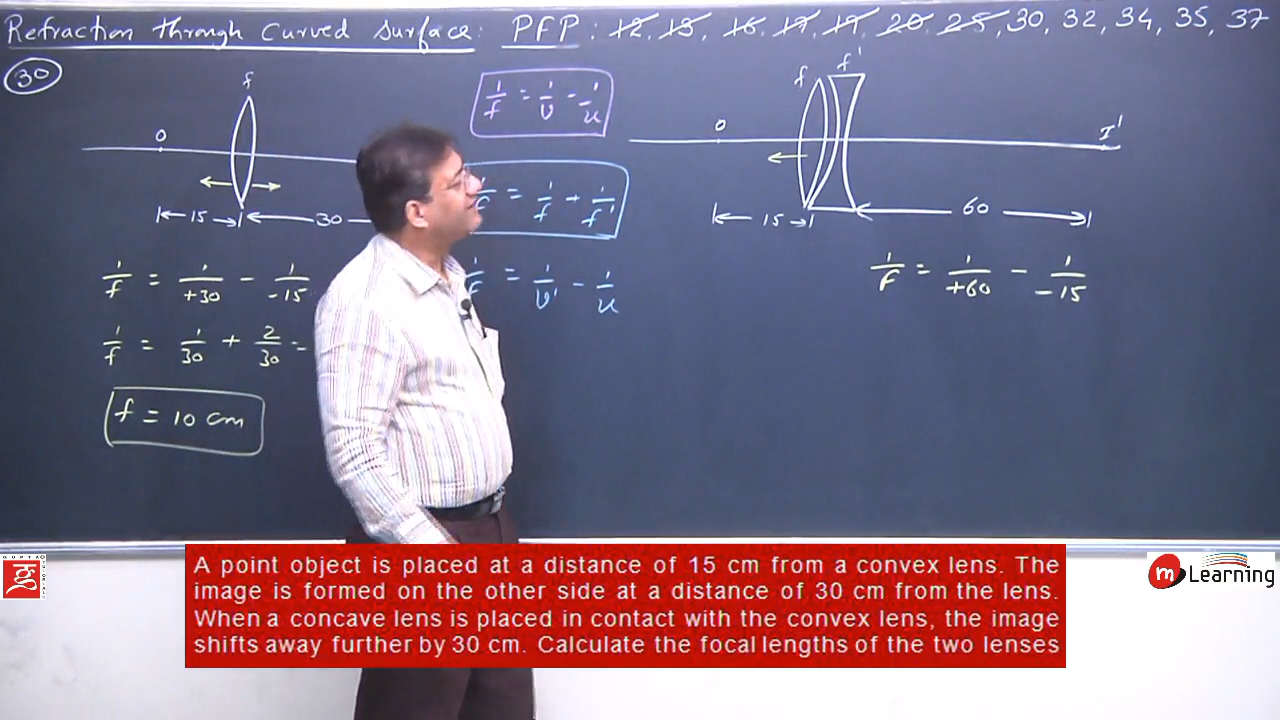 Refraction through Curved Surface: PFP: 12, 15, 16, 17, 19, 20, 25, 30, 32, 34, 35, 37
30
f
O
15
30
1/f = 1/+30 - 1/-15
1/f = 1/30 + 2/30 =
f = 10 cm
1/f = 1/v - 1/u
= 1/f + 1/f'
= 1/v' - 1/u
f f'
O
I'
15
60
1/F = 1/+60 - 1/-15
A point object is placed at a distance of 15 cm from a convex lens. The
image is formed on the other side at a distance of 30 cm from the lens.
When a concave lens is placed in contact with the convex lens, the image
shifts away further by 30 cm. Calculate the focal lengths of the two lenses
GUPTA
m Learning